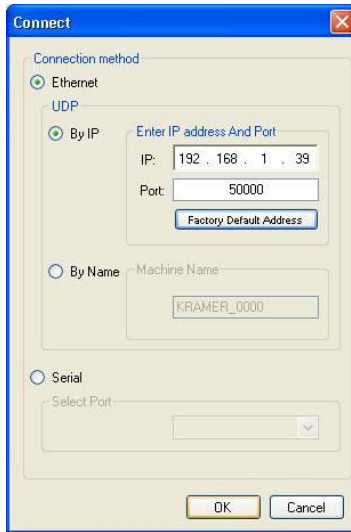 Connect
Connection method
Ethernet
UDP
By IP
Enter IP address And Port
IP: 192 . 168 . 1 . 39
Port: 50000
Factory Default Address
By Name
Machine Name
KRAMER_0000
Serial
Select Port
OK Cancel